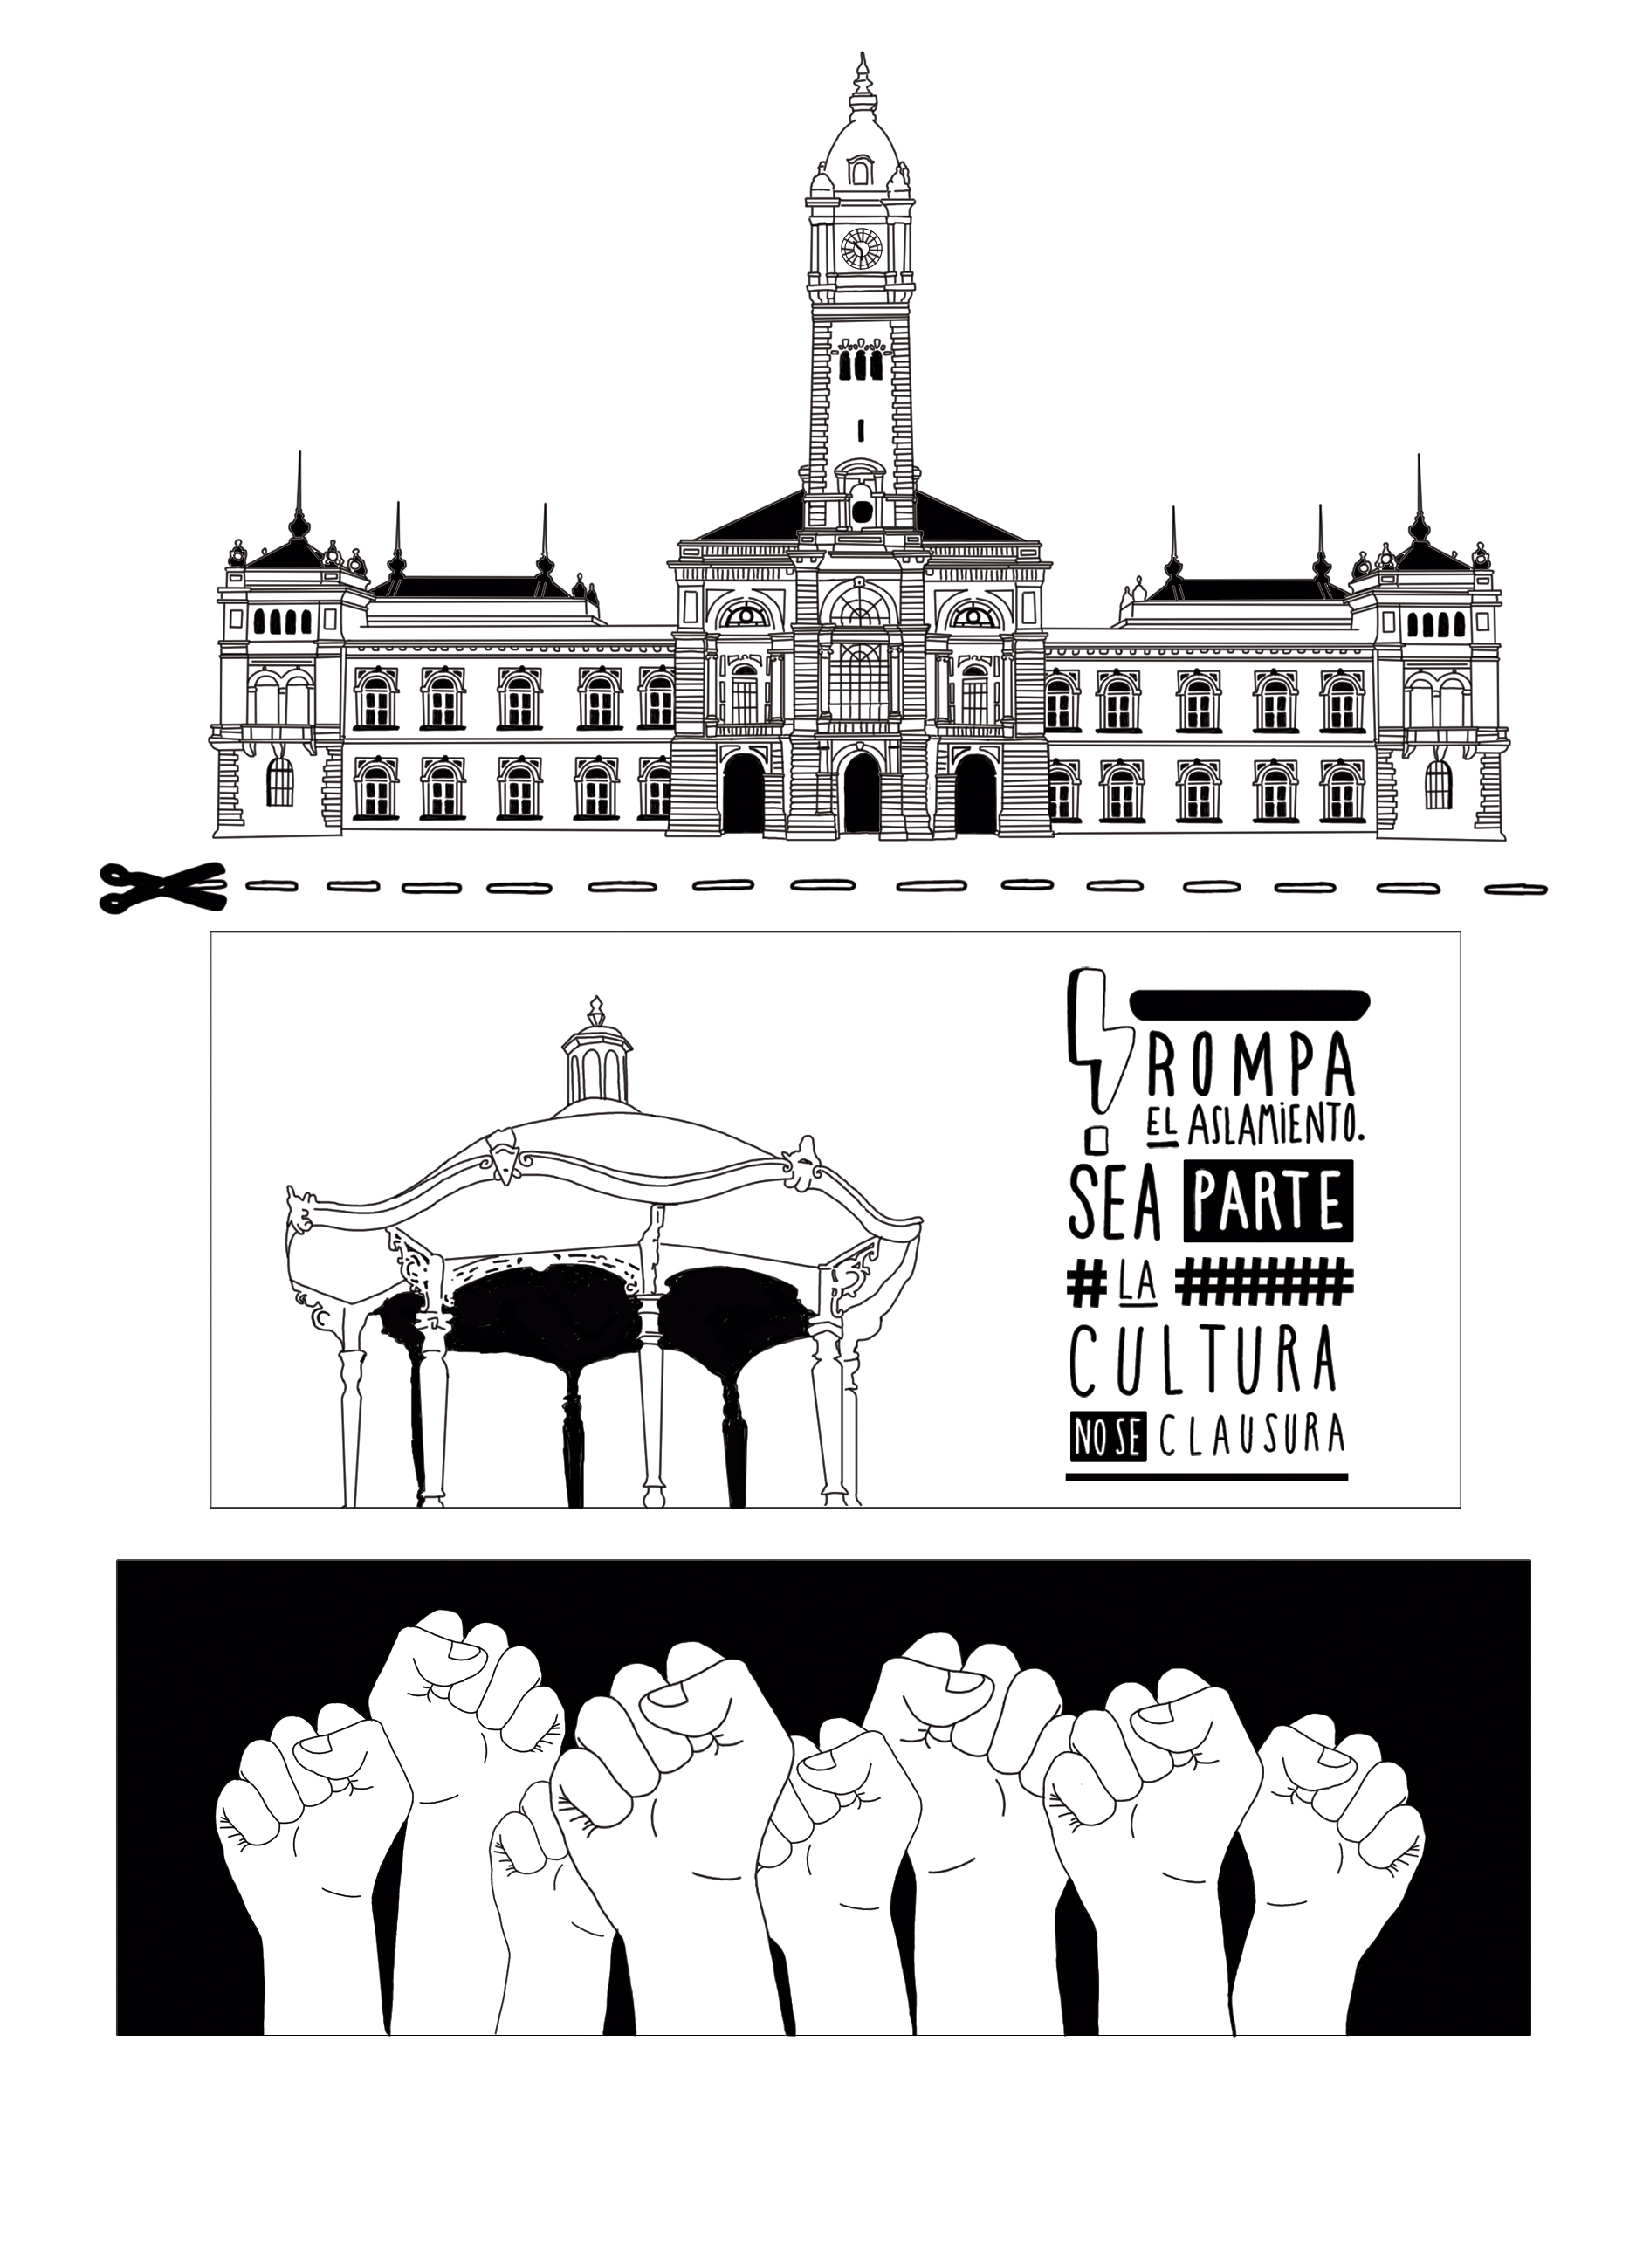 ROMPA
EL ASLAMIENTO.
SEA PARTE
# LA #######
CULTURA
NO SE CLAUSURA